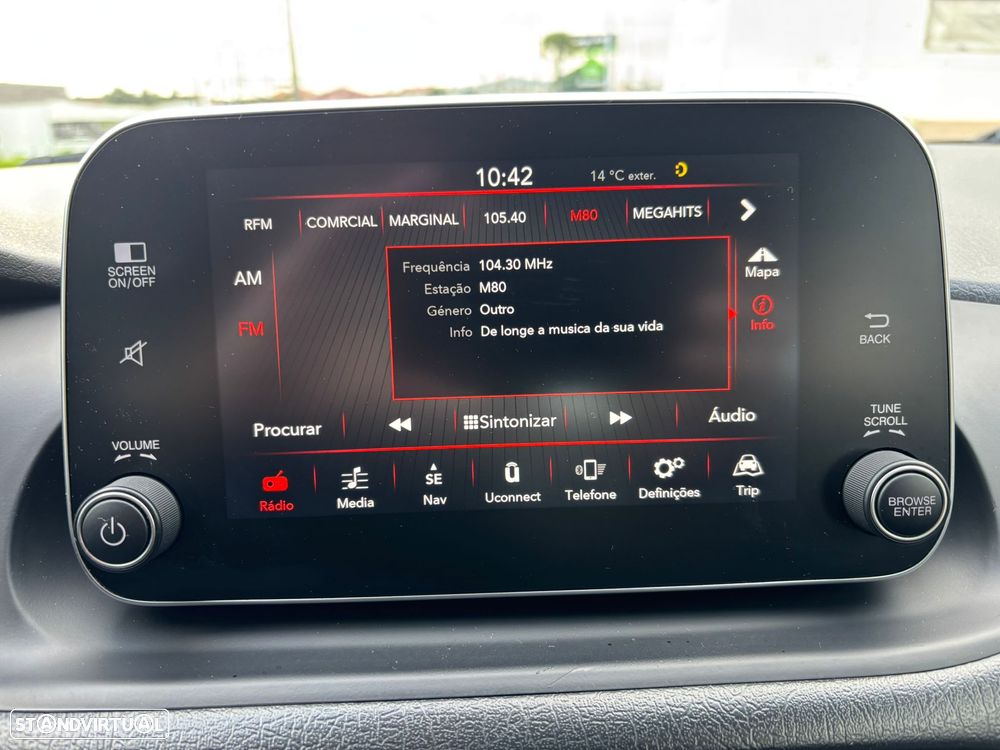 10:42 14 °C exter.
RFM COMRCIAL MARGINAL 105.40 M80 MEGAHITS
SCREEN
ON/OFF
AM
FM
Frequência 104.30 MHz
Estação M80
Género Outro
Info De longe a musica da sua vida
Mapa
Info
BACK
Procurar Sintonizar Áudio
TUNE
SCROLL
VOLUME
SE
Rádio Media Nav Uconnect Telefone Definições Trip
BROWSE
ENTER
STANDVIRTUAL